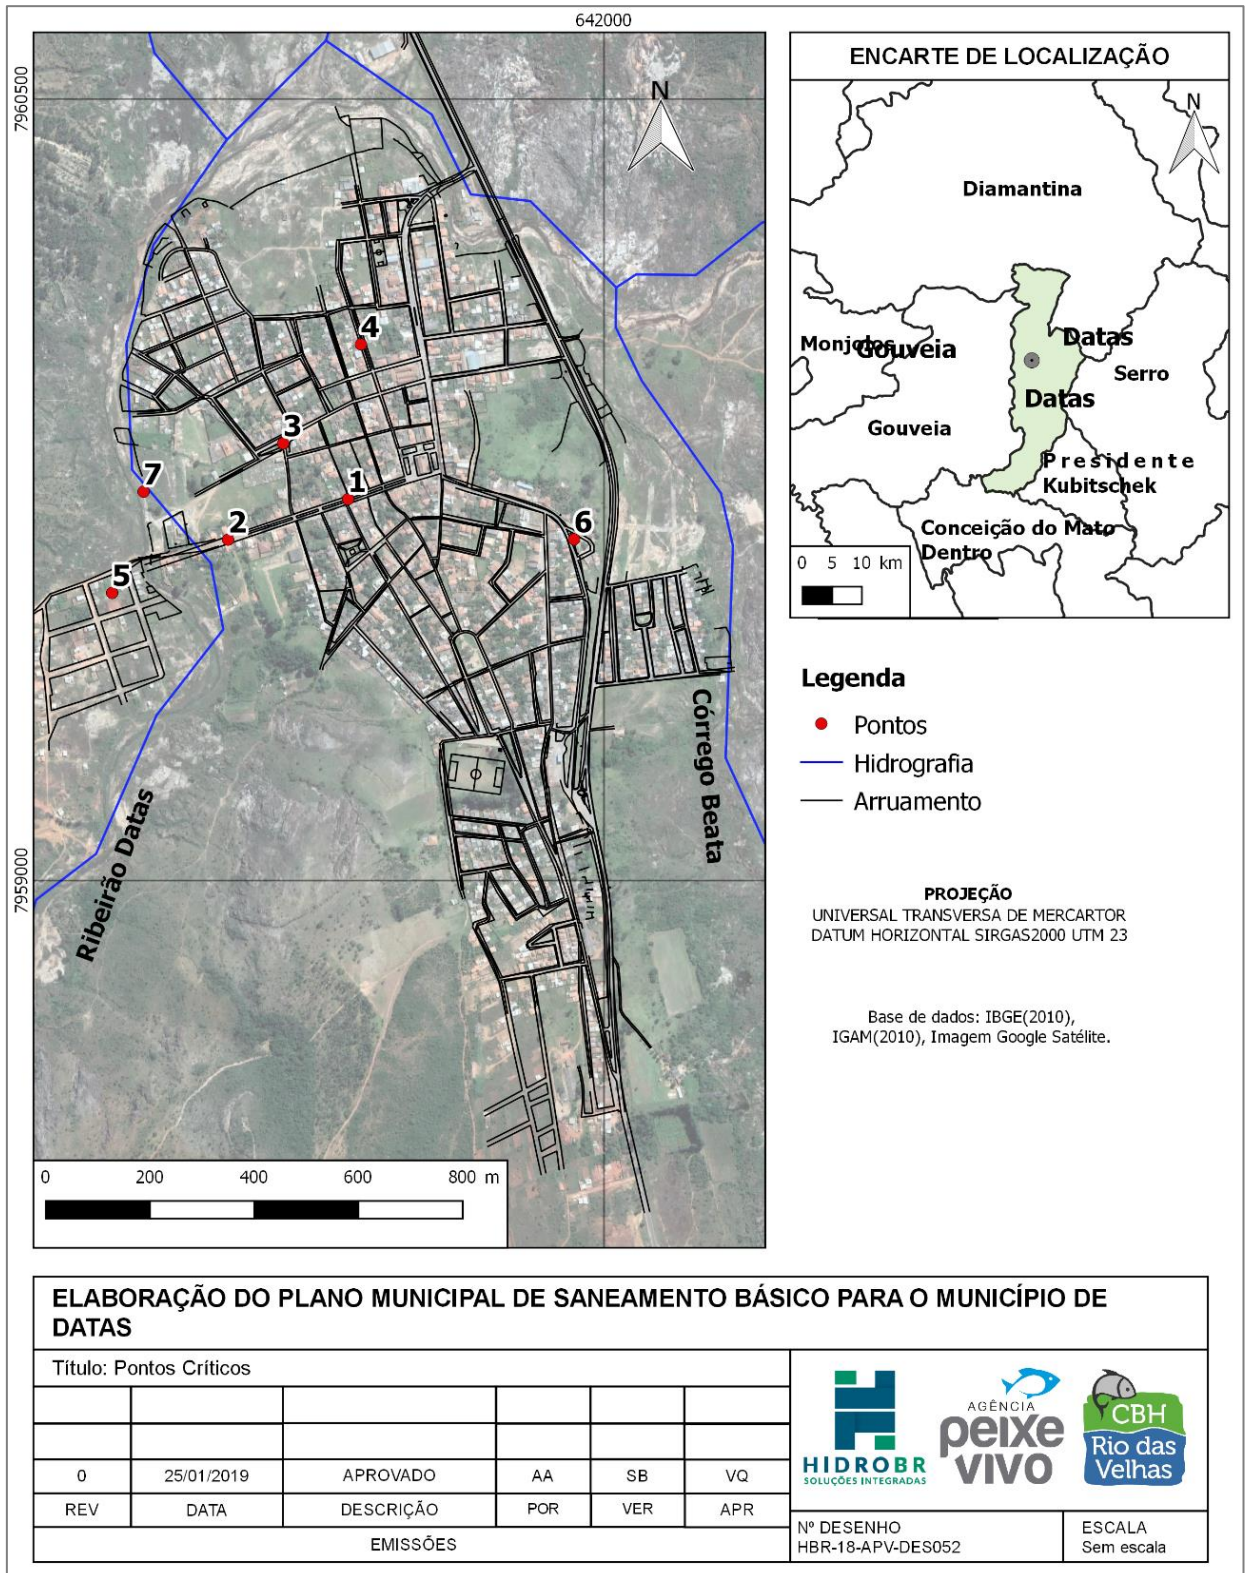 642000
7960500
7959000
N
4
3
7
1
2
6
5
Córrego Beata
Ribeirão Datas
0 200 400 600 800 m
ENCARTE DE LOCALIZAÇÃO
N
Diamantina
Monjolos
Gouveia
Datas
Serro
Datas
Gouveia
Presidente
Kubitschek
Conceição do Mato
Dentro
0 5 10 km
Legenda
Pontos
Hidrografia
Arruamento
PROJEÇÃO
UNIVERSAL TRANSVERSA DE MERCARTOR
DATUM HORIZONTAL SIRGAS2000 UTM 23
Base de dados: IBGE(2010),
IGAM(2010), Imagem Google Satélite.
ELABORAÇÃO DO PLANO MUNICIPAL DE SANEAMENTO BÁSICO PARA O MUNICÍPIO DE
DATAS
Título: Pontos Críticos
0 25/01/2019 APROVADO AA SB VQ
REV DATA DESCRIÇÃO POR VER APR
EMISSÕES
HIDROBR
SOLUÇÕES INTEGRADAS
AGÊNCIA
peixe
vivo
CBH
Rio das
Velhas
Nº DESENHO
HBR-18-APV-DES052
ESCALA
Sem escala